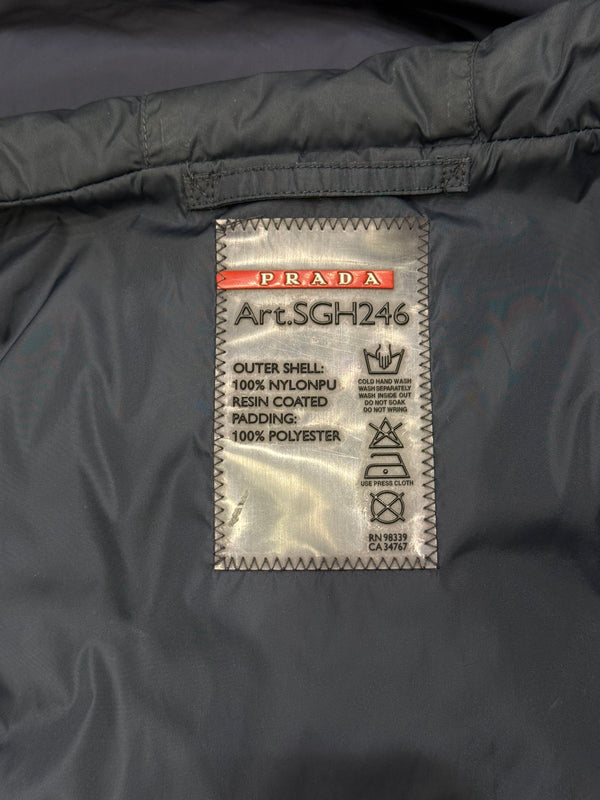 PRADA
Art.SGH246
OUTER SHELL:
100% NYLONPU
RESIN COATED
PADDING:
100% POLYESTER
COLD HAND WASH
WASH SEPARATELY
WASH INSIDE OUT
DO NOT SOAK
DO NOT WRING
USE PRESS CLOTH
RN 98339
CA 34767